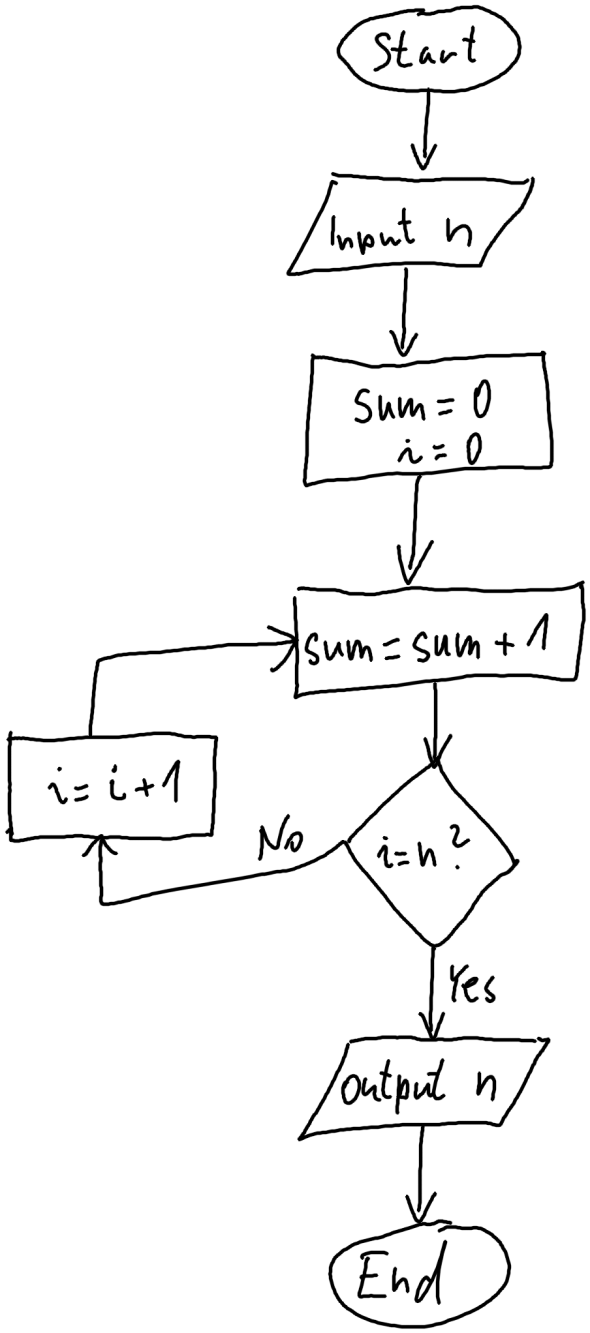 Start
Input n
sum = 0
i = 0
sum = sum + 1
i = i + 1
No
i = n ?
Yes
output n
End